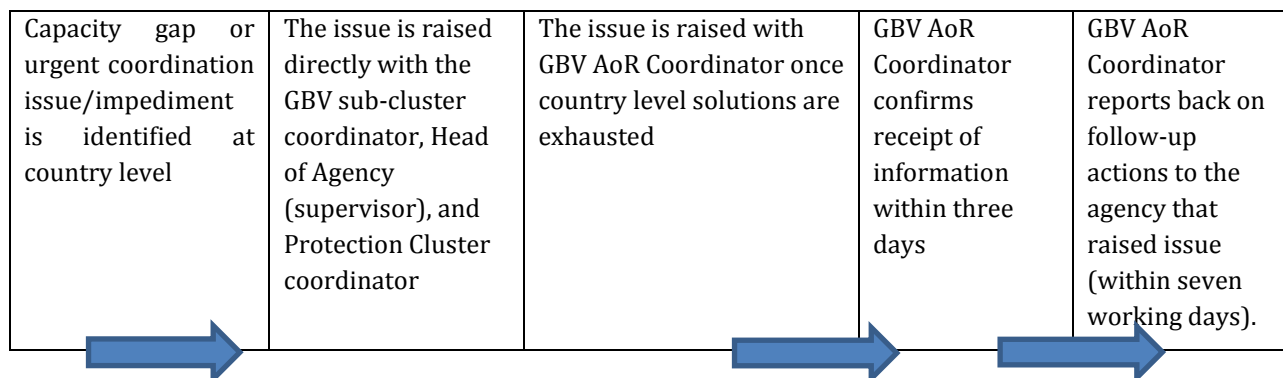 Capacity gap or
urgent coordination
issue/impediment
is identified at
country level
The issue is raised
directly with the
GBV sub-cluster
coordinator, Head
of Agency
(supervisor), and
Protection Cluster
coordinator
The issue is raised with
GBV AoR Coordinator once
country level solutions are
exhausted
GBV AoR
Coordinator
confirms
receipt of
information
within three
days
GBV AoR
Coordinator
reports back on
follow-up
actions to the
agency that
raised issue
(within seven
working days).